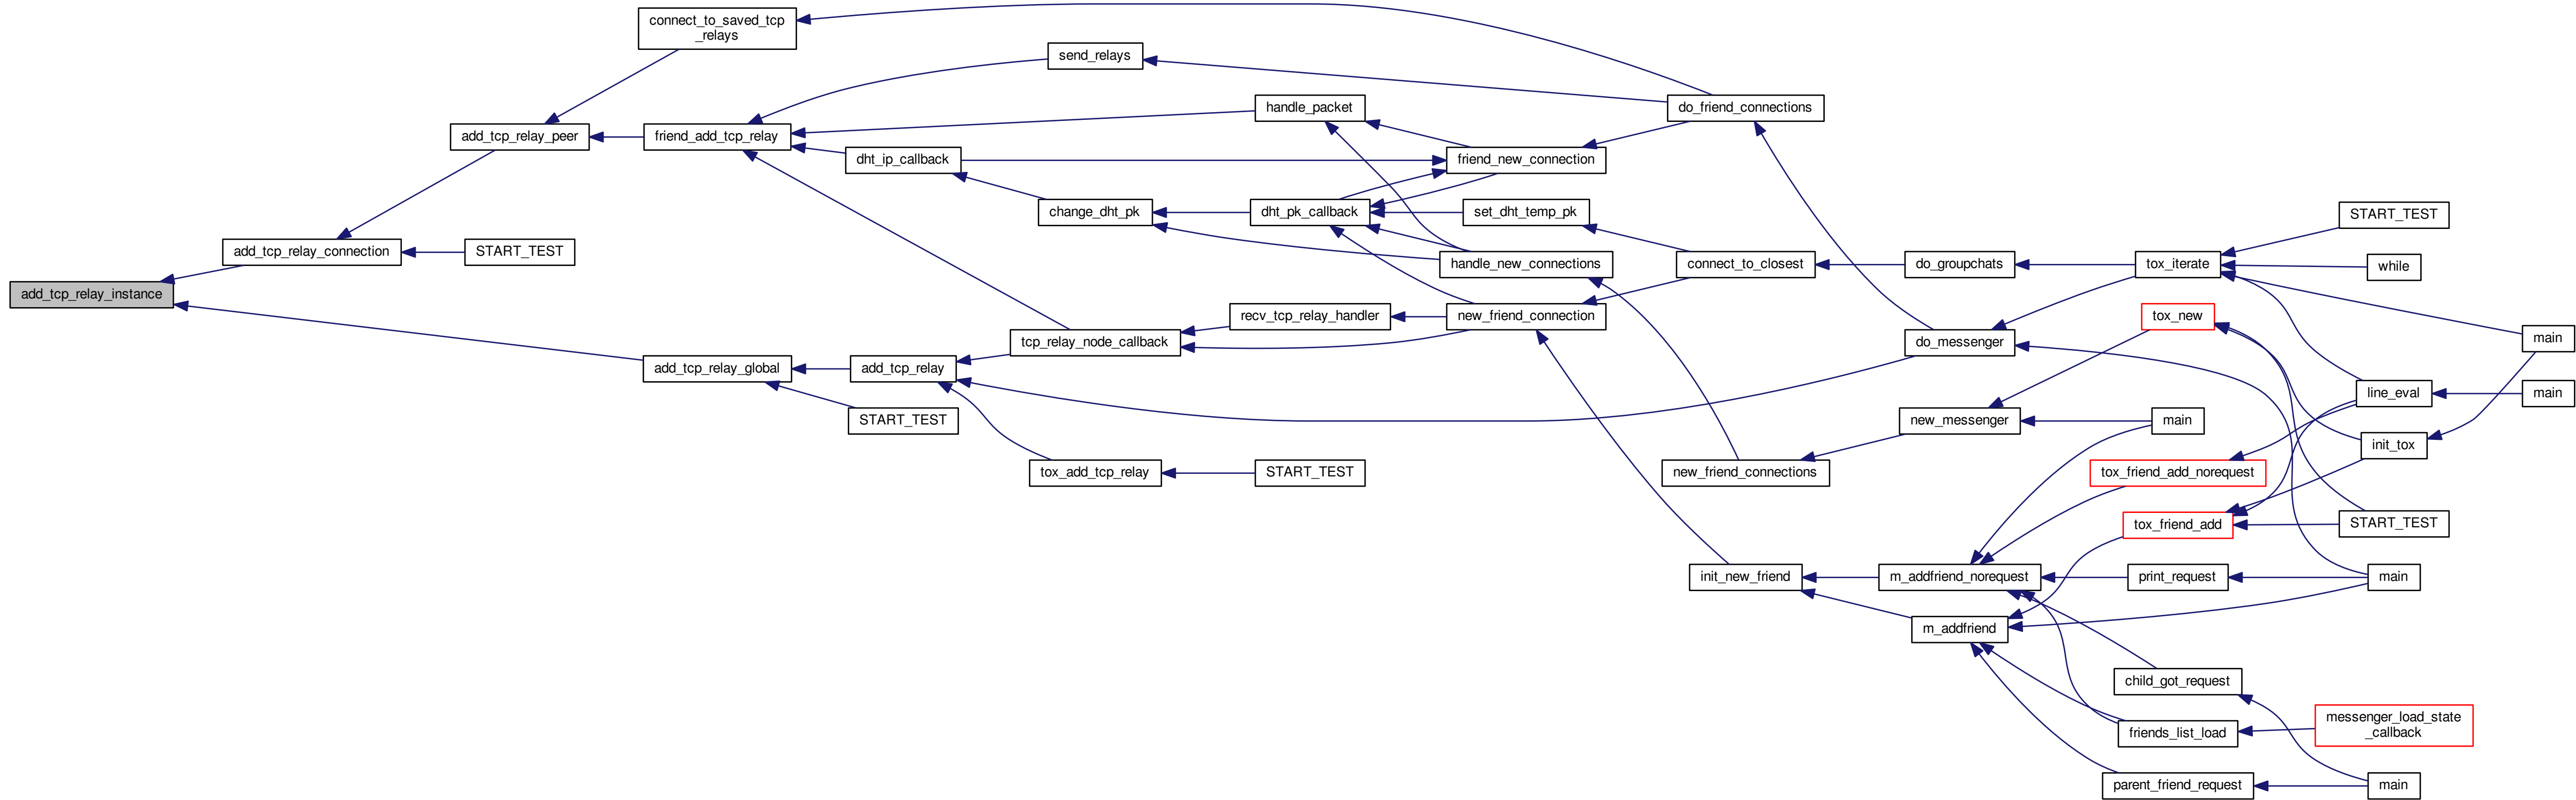 connect_to_saved_tcp
_relays
send_relays
handle_packet
do_friend_connections
add_tcp_relay_peer
friend_add_tcp_relay
dht_ip_callback
friend_new_connection
change_dht_pk
dht_pk_callback
set_dht_temp_pk
START_TEST
add_tcp_relay_connection
START_TEST
handle_new_connections
connect_to_closest
do_groupchats
tox_iterate
while
add_tcp_relay_instance
recv_tcp_relay_handler
new_friend_connection
tox_new
tcp_relay_node_callback
do_messenger
main
add_tcp_relay_global
add_tcp_relay
line_eval
main
START_TEST
new_messenger
main
init_tox
tox_add_tcp_relay
START_TEST
new_friend_connections
tox_friend_add_norequest
tox_friend_add
START_TEST
init_new_friend
m_addfriend_norequest
print_request
main
m_addfriend
child_got_request
friends_list_load
messenger_load_state
_callback
parent_friend_request
main